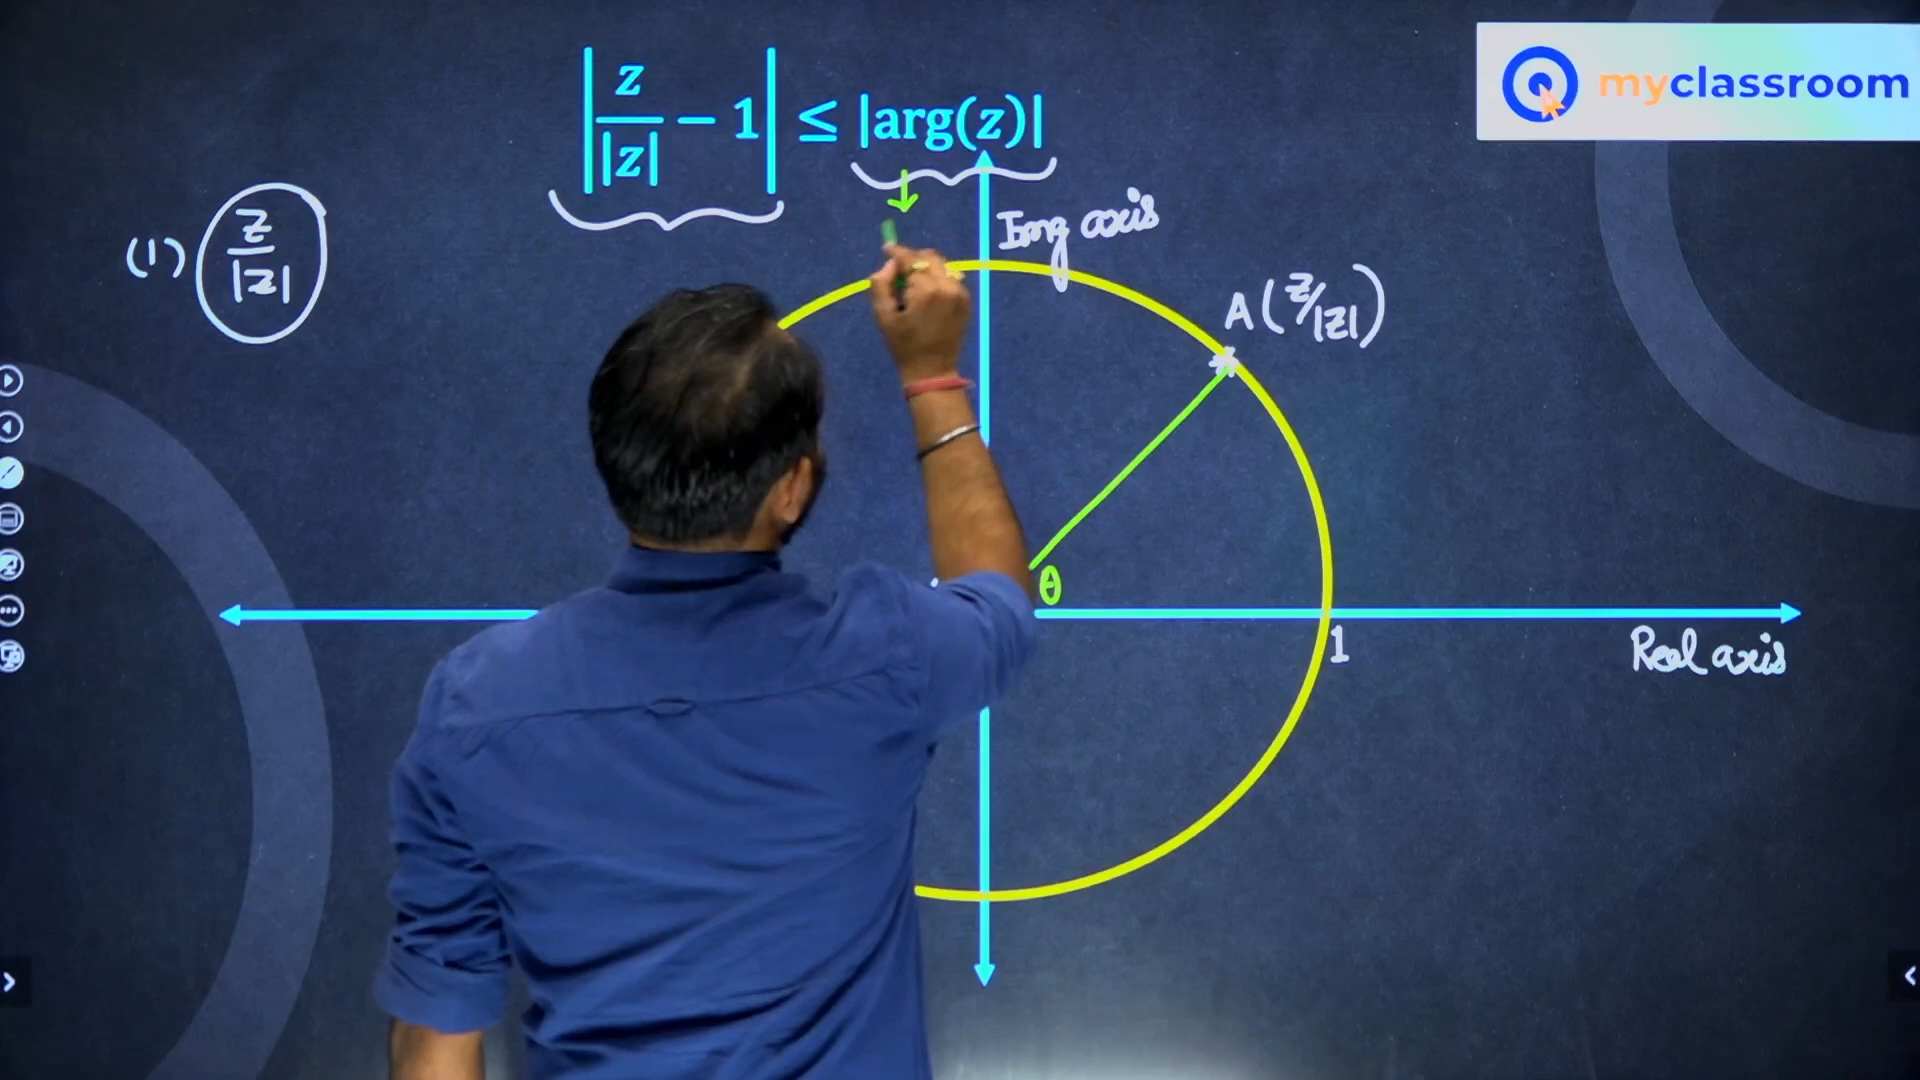 myclassroom
|z/|z| − 1| ≤ |arg(z)|
(1) z/|z|
Img axis
A(z/|z|)
θ
1
Real axis